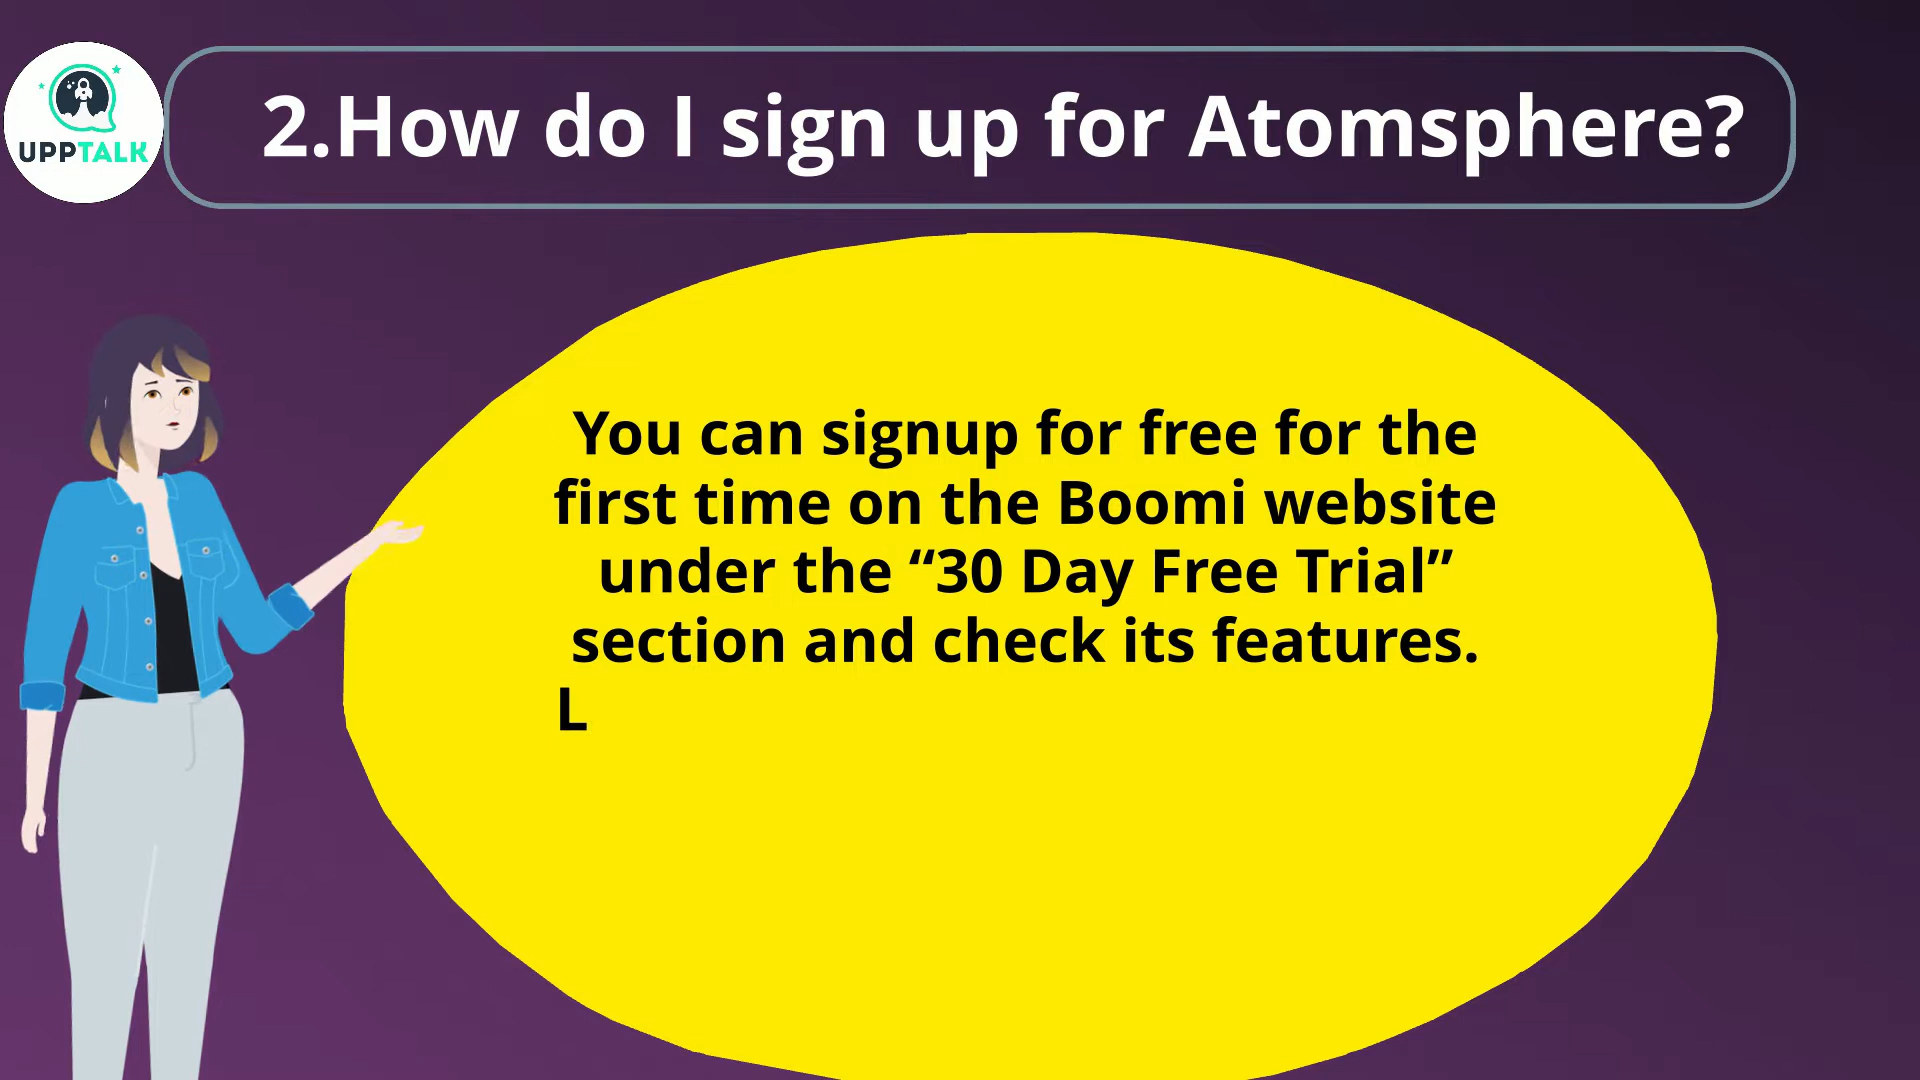 UPPTALK
2.How do I sign up for Atomsphere?
You can signup for free for the
first time on the Boomi website
under the “30 Day Free Trial”
section and check its features.
L